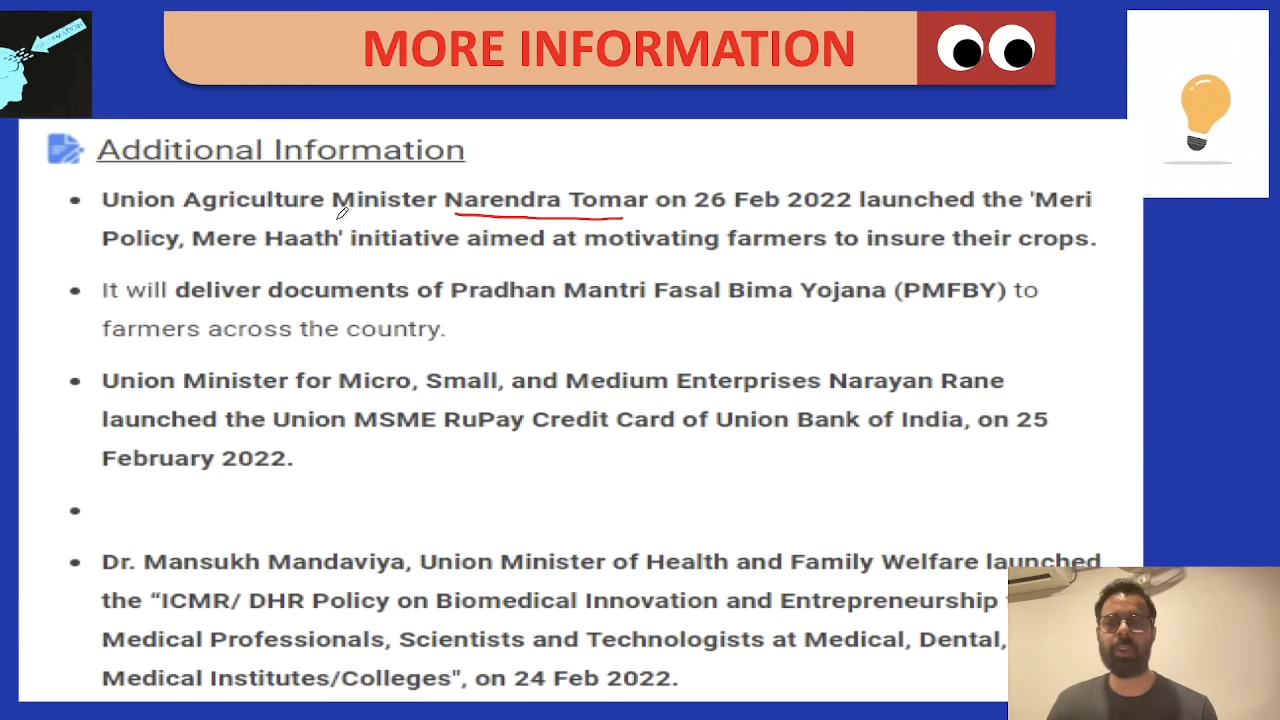 MORE INFORMATION
Additional Information
Union Agriculture Minister Narendra Tomar on 26 Feb 2022 launched the 'Meri
Policy, Mere Haath' initiative aimed at motivating farmers to insure their crops.
It will deliver documents of Pradhan Mantri Fasal Bima Yojana (PMFBY) to
farmers across the country.
Union Minister for Micro, Small, and Medium Enterprises Narayan Rane
launched the Union MSME RuPay Credit Card of Union Bank of India, on 25
February 2022.
Dr. Mansukh Mandaviya, Union Minister of Health and Family Welfare launched
the “ICMR/ DHR Policy on Biomedical Innovation and Entrepreneurship
Medical Professionals, Scientists and Technologists at Medical, Dental,
Medical Institutes/Colleges", on 24 Feb 2022.